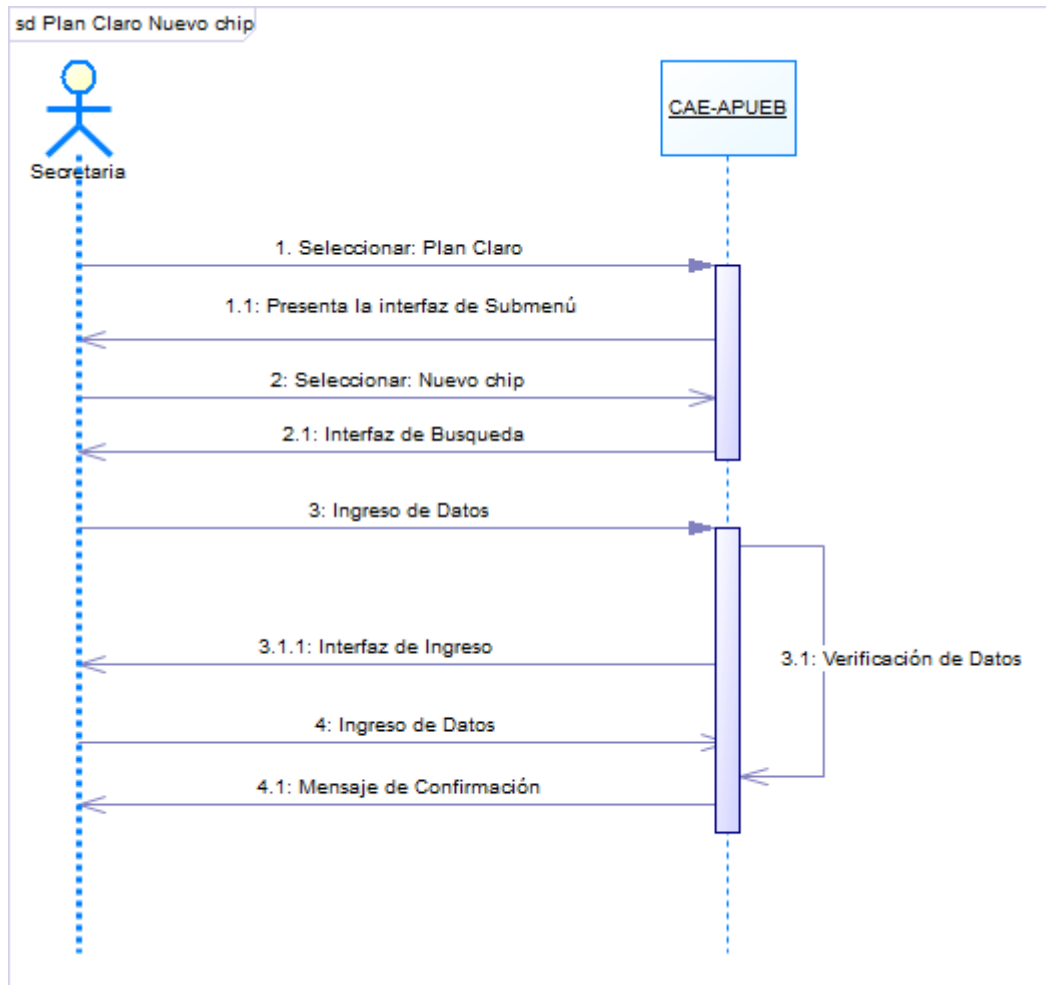 sd Plan Claro Nuevo chip
CAE-APUEB
Secretaria
1. Seleccionar: Plan Claro
1.1: Presenta la interfaz de Submenú
2: Seleccionar: Nuevo chip
2.1: Interfaz de Busqueda
3: Ingreso de Datos
3.1.1: Interfaz de Ingreso
3.1: Verificación de Datos
4: Ingreso de Datos
4.1: Mensaje de Confirmación